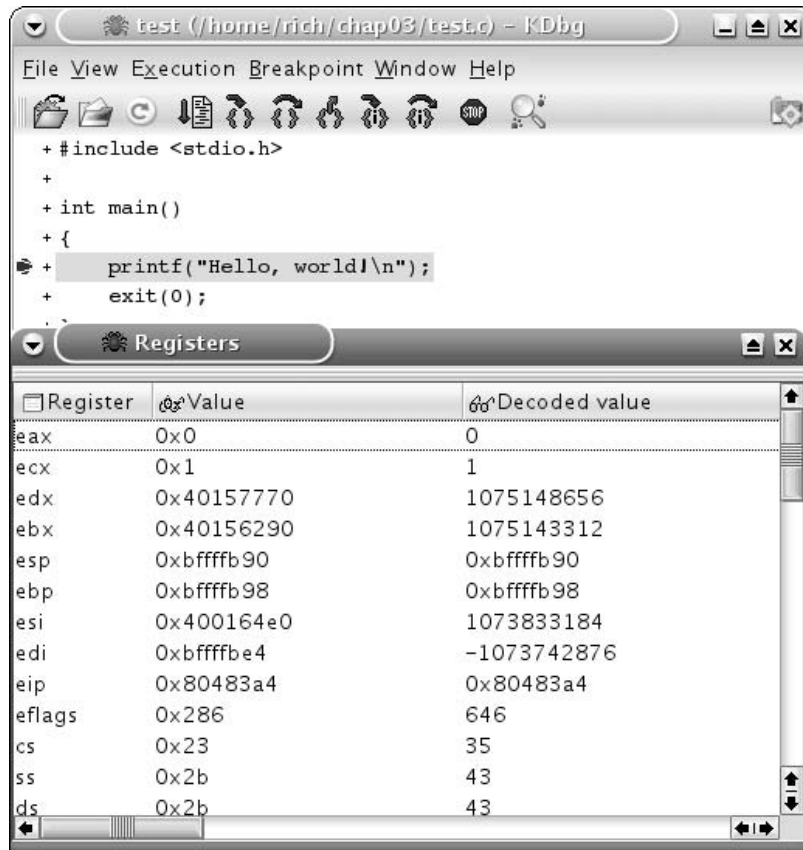 test (/home/rich/chap03/test.c) – KDbg
File View Execution Breakpoint Window Help
STOP
+ #include <stdio.h>
+
+ int main()
+ {
+ printf("Hello, world!\n");
+ exit(0);
Registers
Register Value Decoded value
eax 0x0 0
ecx 0x1 1
edx 0x40157770 1075148656
ebx 0x40156290 1075143312
esp 0xbffffb90 0xbffffb90
ebp 0xbffffb98 0xbffffb98
esi 0x400164e0 1073833184
edi 0xbffffbe4 -1073742876
eip 0x80483a4 0x80483a4
eflags 0x286 646
cs 0x23 35
ss 0x2b 43
ds 0x2b 43